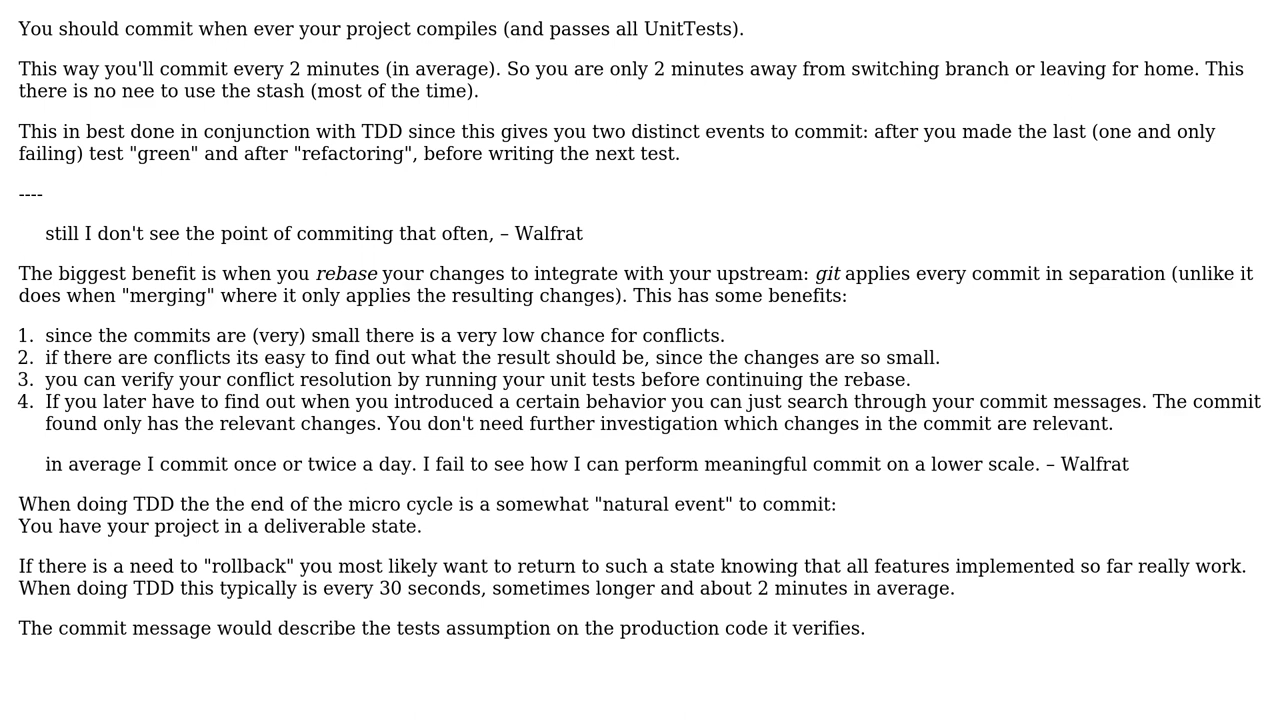 You should commit when ever your project compiles (and passes all UnitTests).
This way you'll commit every 2 minutes (in average). So you are only 2 minutes away from switching branch or leaving for home. This
there is no nee to use the stash (most of the time).
This in best done in conjunction with TDD since this gives you two distinct events to commit: after you made the last (one and only
failing) test "green" and after "refactoring", before writing the next test.
----
still I don't see the point of commiting that often, – Walfrat
The biggest benefit is when you rebase your changes to integrate with your upstream: git applies every commit in separation (unlike it
does when "merging" where it only applies the resulting changes). This has some benefits:
1. since the commits are (very) small there is a very low chance for conflicts.
2. if there are conflicts its easy to find out what the result should be, since the changes are so small.
3. you can verify your conflict resolution by running your unit tests before continuing the rebase.
4. If you later have to find out when you introduced a certain behavior you can just search through your commit messages. The commit
found only has the relevant changes. You don't need further investigation which changes in the commit are relevant.
in average I commit once or twice a day. I fail to see how I can perform meaningful commit on a lower scale. – Walfrat
When doing TDD the the end of the micro cycle is a somewhat "natural event" to commit:
You have your project in a deliverable state.
If there is a need to "rollback" you most likely want to return to such a state knowing that all features implemented so far really work.
When doing TDD this typically is every 30 seconds, sometimes longer and about 2 minutes in average.
The commit message would describe the tests assumption on the production code it verifies.